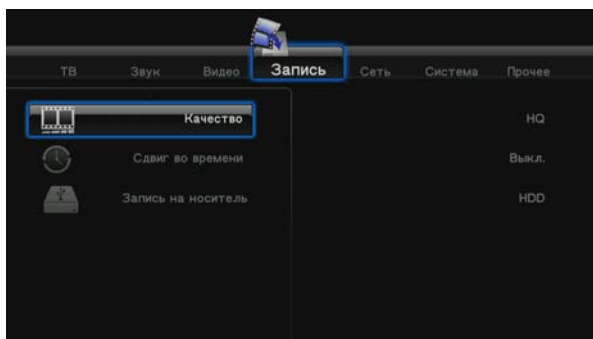 ТВ Звук Видео Запись Сеть Система Прочее
Качество HQ
Сдвиг во времени Выкл.
Запись на носитель HDD